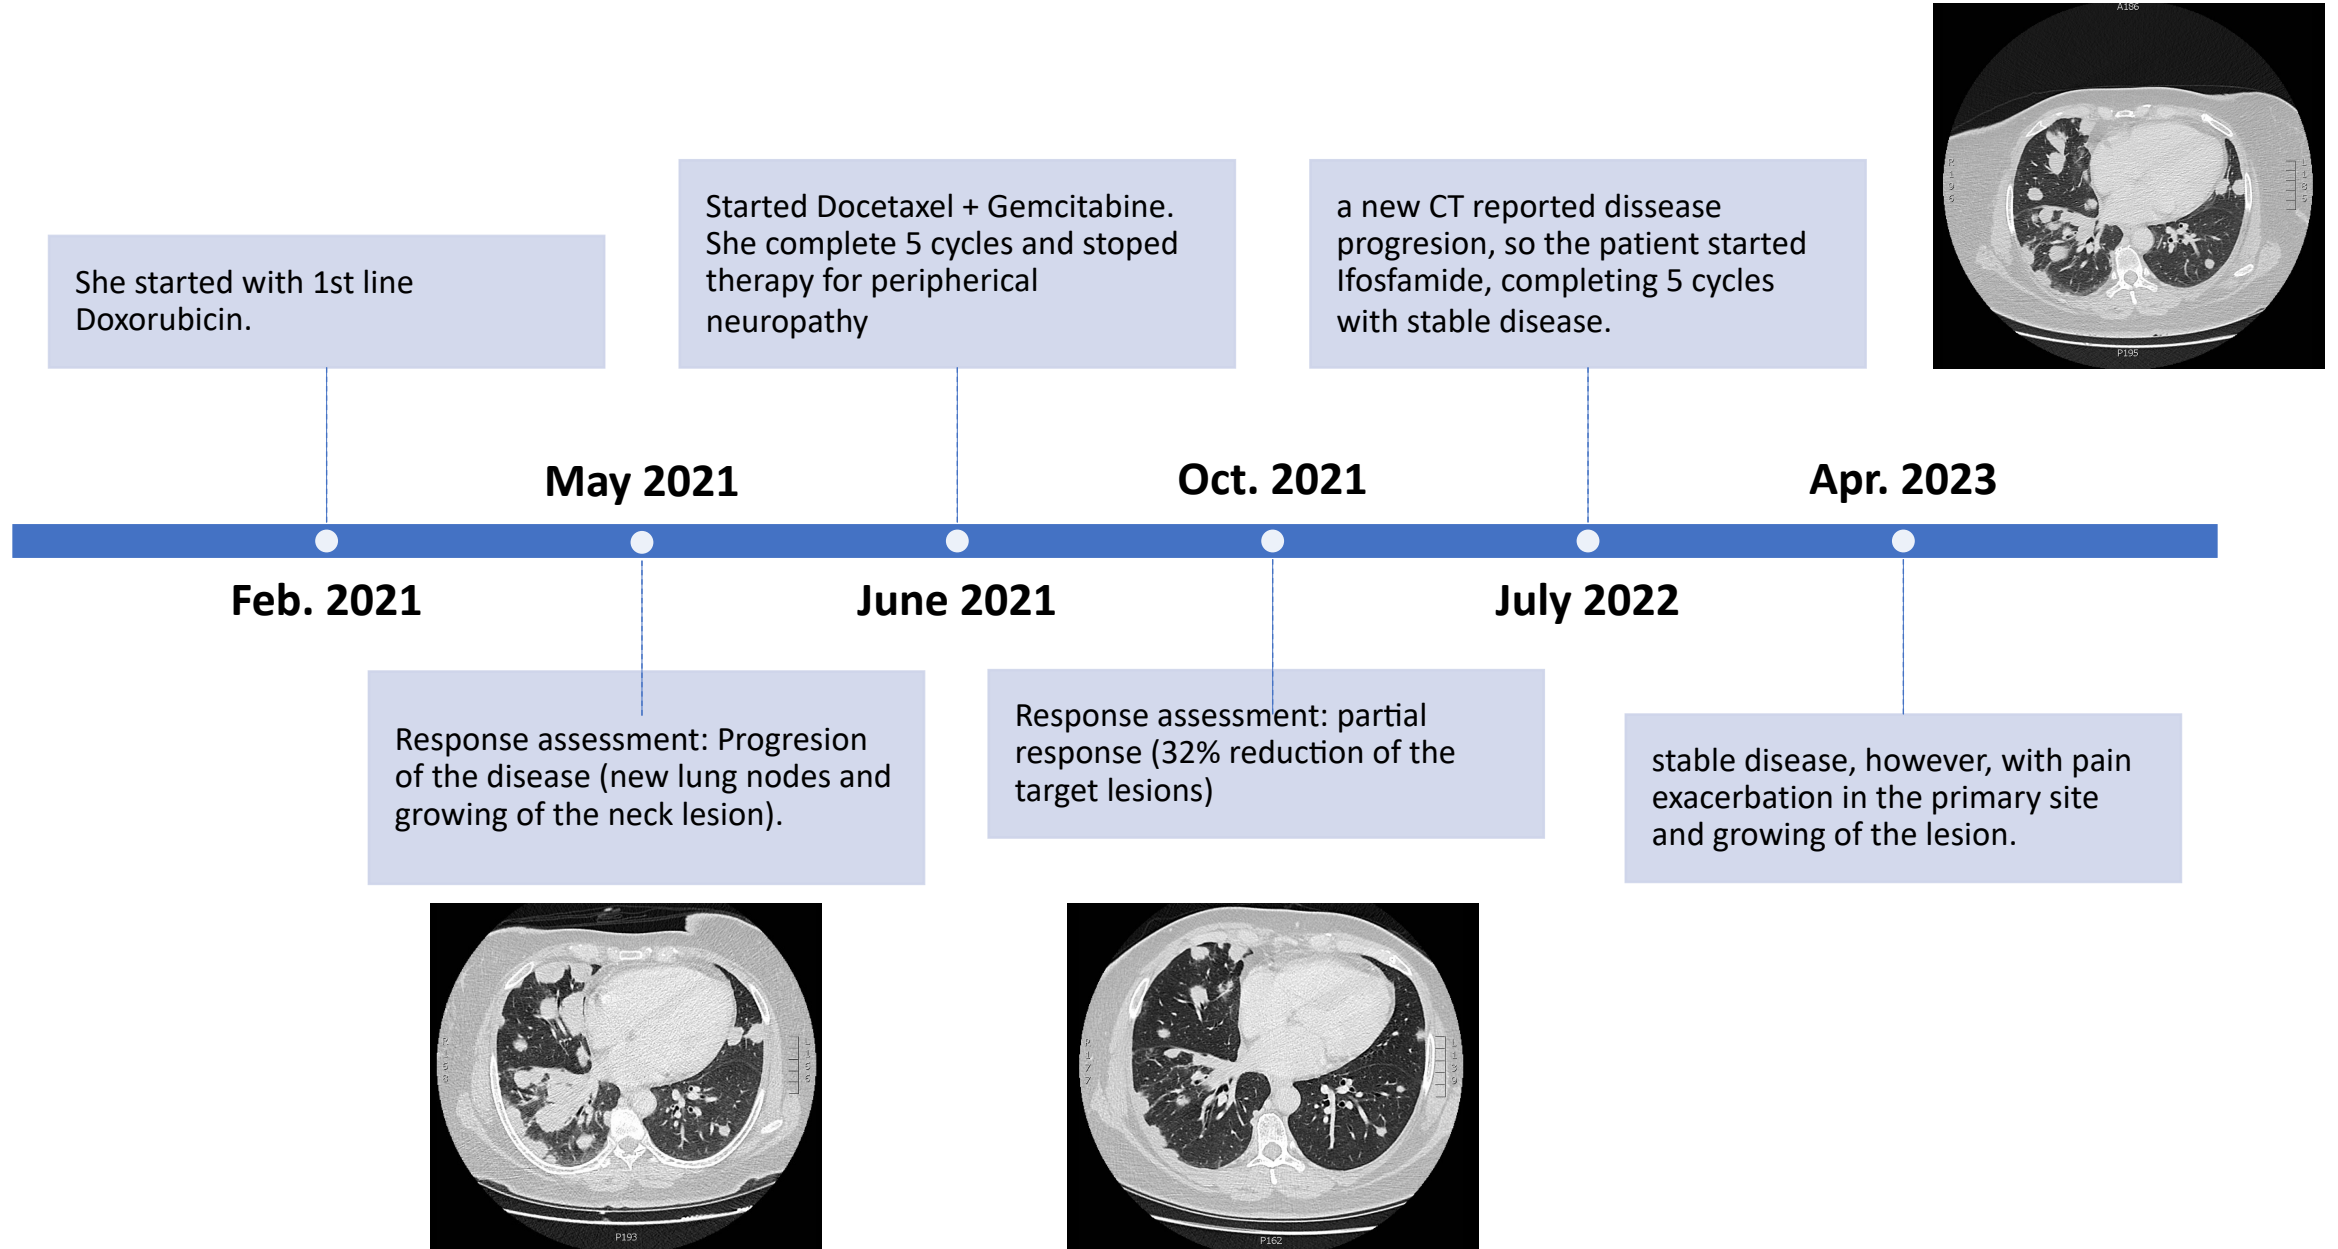 A186
She started with 1st line
Doxorubicin.
Started Docetaxel + Gemcitabine.
She complete 5 cycles and stoped
therapy for peripherical
neuropathy
a new CT reported dissease
progresion, so the patient started
Ifosfamide, completing 5 cycles
with stable disease.
P195
May 2021
Oct. 2021
Apr. 2023
Feb. 2021
June 2021
July 2022
Response assessment: Progresion
of the disease (new lung nodes and
growing of the neck lesion).
Response assessment: partial
response (32% reduction of the
target lesions)
stable disease, however, with pain
exacerbation in the primary site
and growing of the lesion.
P193
P162